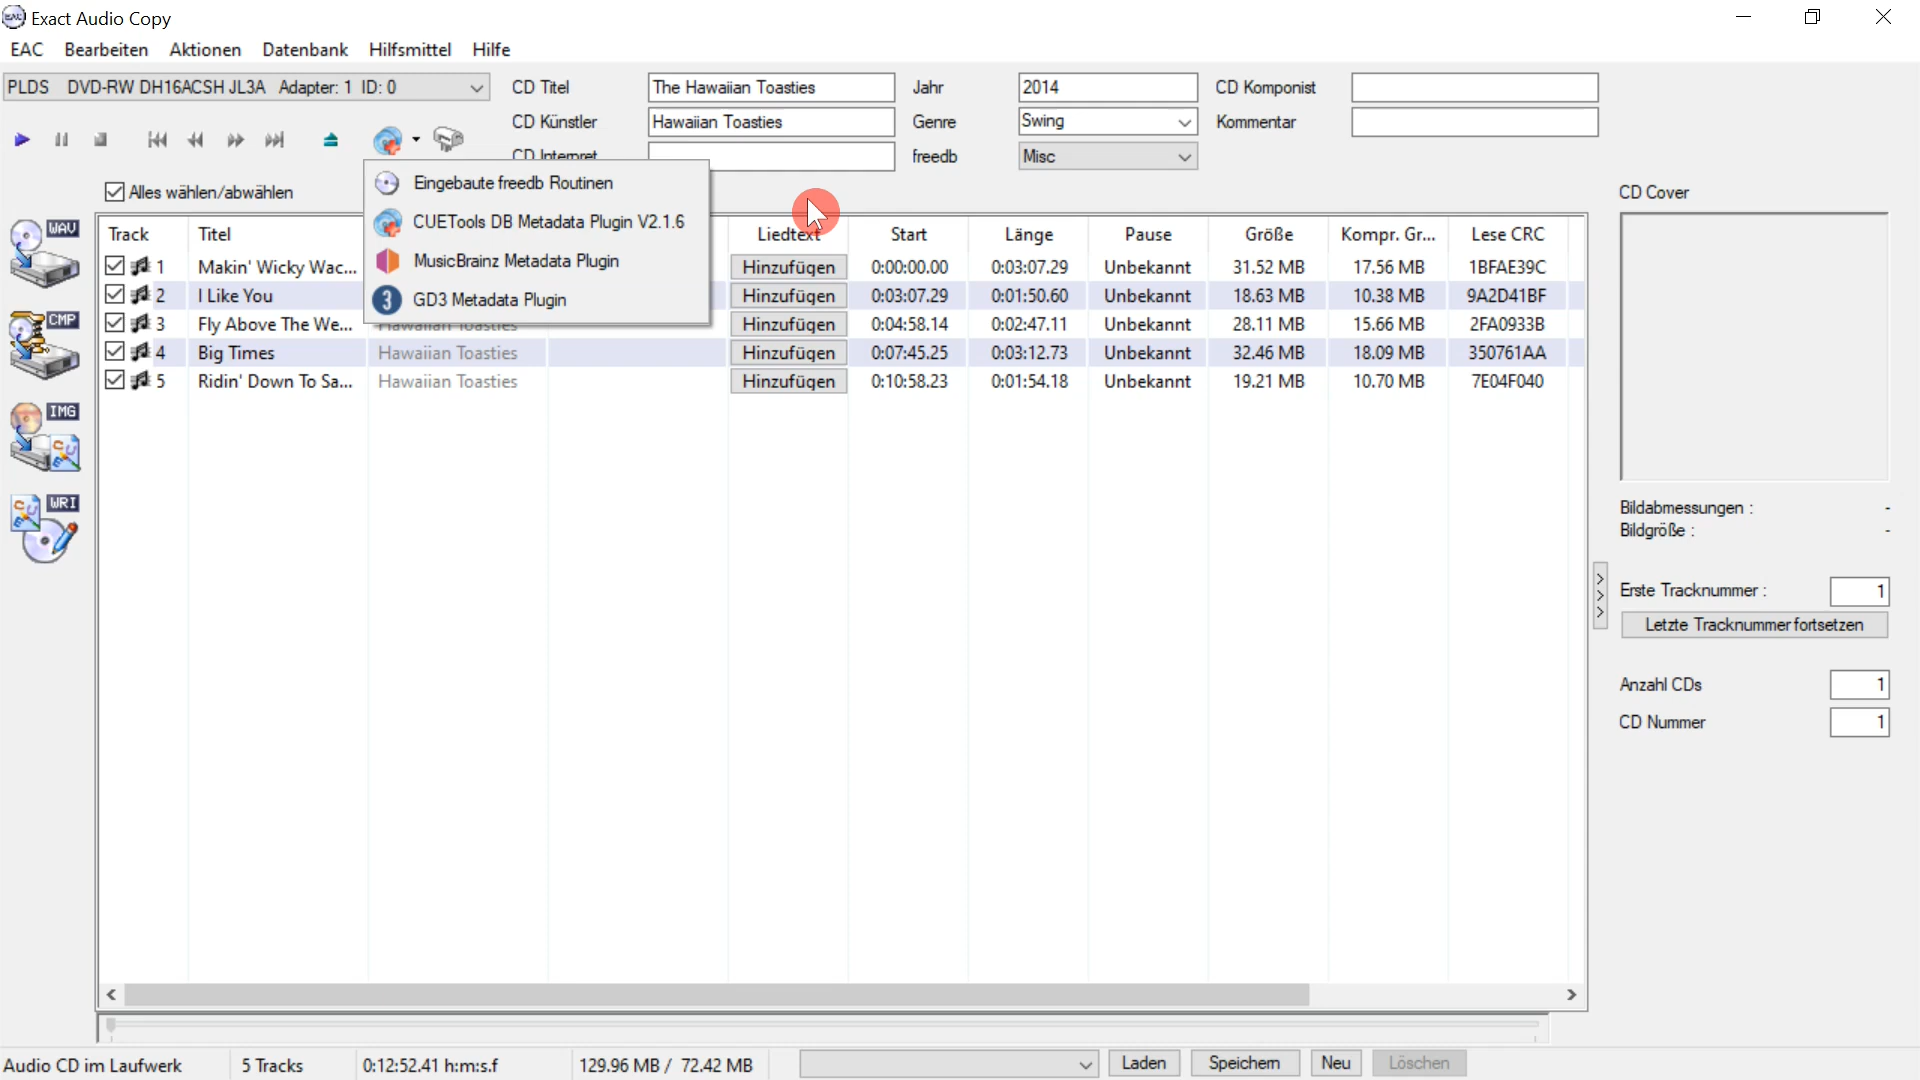 Exact Audio Copy
EAC Bearbeiten Aktionen Datenbank Hilfsmittel Hilfe
PLDS DVD-RW DH16ACSH JL3A Adapter: 1 ID: 0
CD Titel The Hawaiian Toasties Jahr 2014 CD Komponist
CD Künstler Hawaiian Toasties Genre Swing Kommentar
CD Interpret freedb Misc
Eingebaute freedb Routinen
CUETools DB Metadata Plugin V2.1.6
MusicBrainz Metadata Plugin
GD3 Metadata Plugin
Alles wählen/abwählen
CD Cover
WAV
CMP
IMG
WRI
Track Titel Liedtext Start Länge Pause Größe Kompr. Gr... Lese CRC
1 Makin' Wicky Wac... Hinzufügen 0:00:00.00 0:03:07.29 Unbekannt 31.52 MB 17.56 MB 1BFAE39C
2 I Like You Hinzufügen 0:03:07.29 0:01:50.60 Unbekannt 18.63 MB 10.38 MB 9A2D41BF
3 Fly Above The We... Hawaiian Toasties Hinzufügen 0:04:58.14 0:02:47.11 Unbekannt 28.11 MB 15.66 MB 2FA0933B
4 Big Times Hawaiian Toasties Hinzufügen 0:07:45.25 0:03:12.73 Unbekannt 32.46 MB 18.09 MB 350761AA
5 Ridin' Down To Sa... Hawaiian Toasties Hinzufügen 0:10:58.23 0:01:54.18 Unbekannt 19.21 MB 10.70 MB 7E04F040
Bildabmessungen : -
Bildgröße : -
Erste Tracknummer : 1
Letzte Tracknummer fortsetzen
Anzahl CDs 1
CD Nummer 1
Audio CD im Laufwerk 5 Tracks 0:12:52.41 h:m:s.f 129.96 MB / 72.42 MB Laden Speichern Neu Löschen